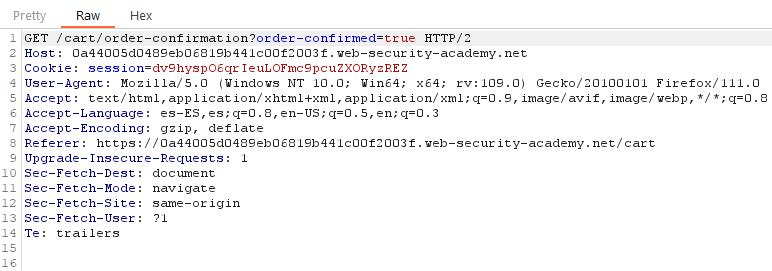 Pretty Raw Hex
1 GET /cart/order-confirmation?order-confirmed=true HTTP/2
2 Host: 0a44005d0489eb06819b441c00f2003f.web-security-academy.net
3 Cookie: session=dv9hyspO6qrIeuLOFmc9pcuZXORyzREZ
4 User-Agent: Mozilla/5.0 (Windows NT 10.0; Win64; x64; rv:109.0) Gecko/20100101 Firefox/111.0
5 Accept: text/html,application/xhtml+xml,application/xml;q=0.9,image/avif,image/webp,*/*;q=0.8
6 Accept-Language: es-ES,es;q=0.8,en-US;q=0.5,en;q=0.3
7 Accept-Encoding: gzip, deflate
8 Referer: https://0a44005d0489eb06819b441c00f2003f.web-security-academy.net/cart
9 Upgrade-Insecure-Requests: 1
10 Sec-Fetch-Dest: document
11 Sec-Fetch-Mode: navigate
12 Sec-Fetch-Site: same-origin
13 Sec-Fetch-User: ?1
14 Te: trailers
15
16